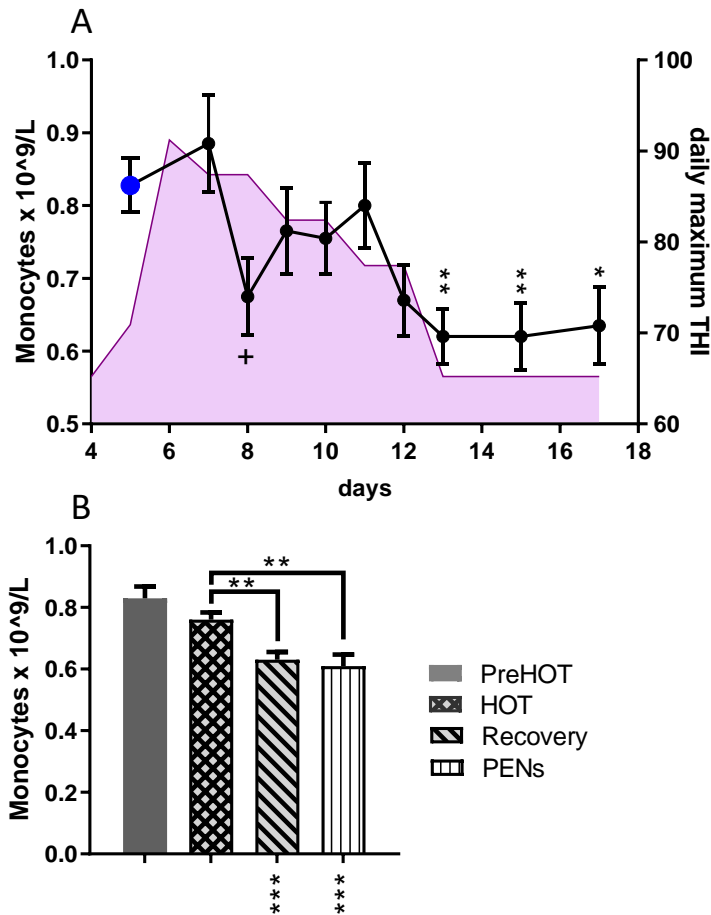 A
Monocytes x 10^9/L
1.0
0.9
0.8
0.7
0.6
0.5
daily maximum THI
100
90
80
70
60
+
**
**
*
4 6 8 10 12 14 16 18
days
B
Monocytes x 10^9/L
1.0
0.8
0.6
0.4
0.2
0.0
**
**
***
***
PreHOT
HOT
Recovery
PENs